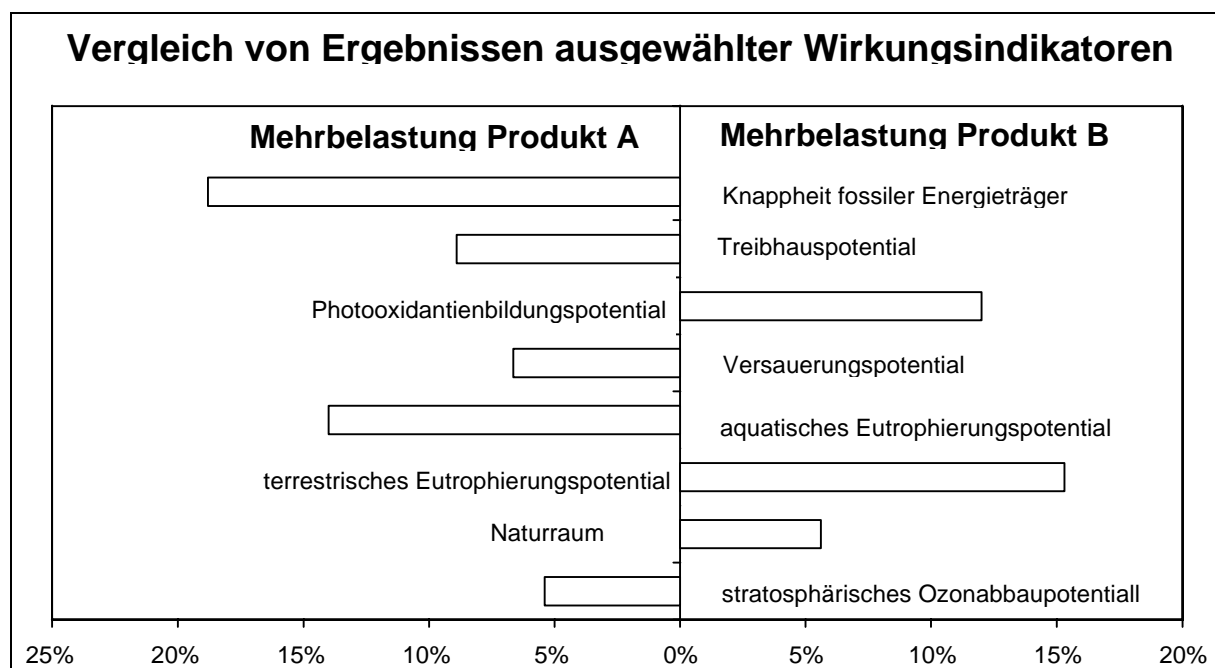 Vergleich von Ergebnissen ausgewählter Wirkungsindikatoren
Mehrbelastung Produkt A
Mehrbelastung Produkt B
Knappheit fossiler Energieträger
Treibhauspotential
Photooxidantienbildungspotential
Versauerungspotential
aquatisches Eutrophierungspotential
terrestrisches Eutrophierungspotential
Naturraum
stratosphärisches Ozonabbaupotentiall
25% 20% 15% 10% 5% 0% 5% 10% 15% 20%